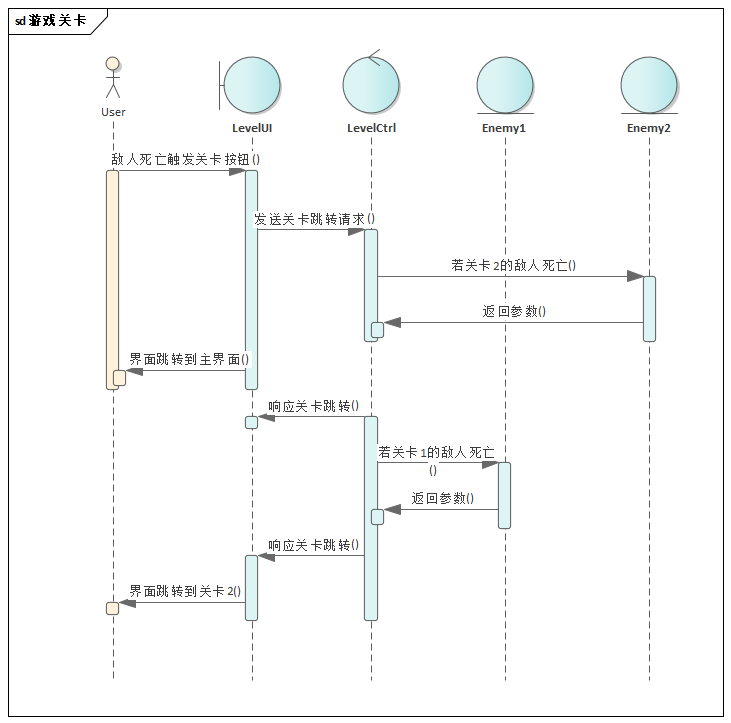 sd 游戏关卡
User
LevelUI
LevelCtrl
Enemy1
Enemy2
敌人死亡触发关卡按钮()
发送关卡跳转请求()
若关卡2的敌人死亡()
返回参数()
界面跳转到主界面()
响应关卡跳转()
若关卡1的敌人死亡
()
返回参数()
响应关卡跳转()
界面跳转到关卡2()